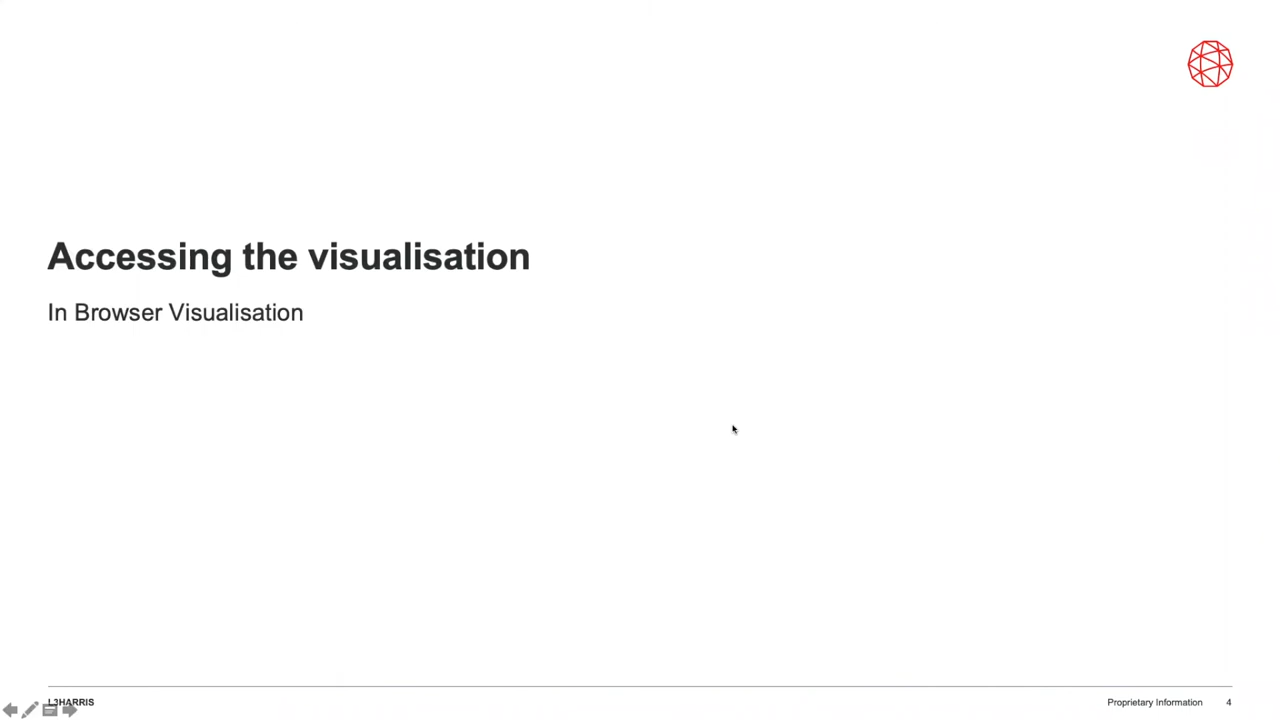 Accessing the visualisation
In Browser Visualisation
L3HARRIS
Proprietary Information 4